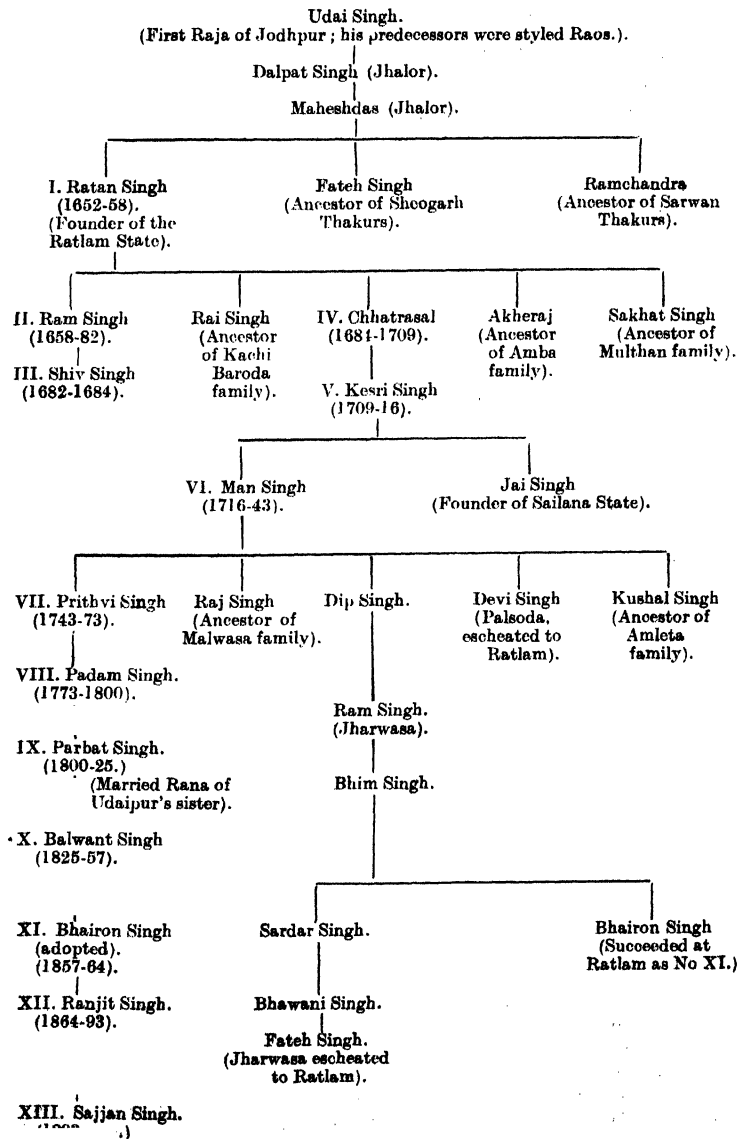 Udai Singh.
(First Raja of Jodhpur ; his predecessors were styled Raos.).
Dalpat Singh (Jhalor).
Maheshdas (Jhalor).
I. Ratan Singh
(1652-58).
(Founder of the
Ratlam State).
Fateh Singh
(Ancestor of Sheogarh
Thakurs).
Ramchandra
(Ancestor of Sarwan
Thakurs).
II. Ram Singh
(1658-82).
III. Shiv Singh
(1682-1684).
Rai Singh
(Ancestor
of Kachi
Baroda
family).
IV. Chhatrasal
(1684-1709).
V. Kesri Singh
(1709-16).
Akheraj
(Ancestor
of Amba
family).
Sakhat Singh
(Ancestor of
Multhan family).
VI. Man Singh
(1716-43).
Jai Singh
(Founder of Sailana State).
VII. Prithvi Singh
(1743-73).
VIII. Padam Singh.
(1773-1800).
IX. Parbat Singh.
(1800-25.)
(Married Rana of
Udaipur's sister).
X. Balwant Singh
(1825-57).
XI. Bhairon Singh
(adopted).
(1857-64).
XII. Ranjit Singh.
(1864-93).
XIII. Sajjan Singh.
Raj Singh
(Ancestor of
Malwasa family).
Dip Singh.
Ram Singh.
(Jharwasa).
Bhim Singh.
Devi Singh
(Palsoda,
escheated to
Ratlam).
Kushal Singh
(Ancestor of
Amleta
family).
Sardar Singh.
Bhawani Singh.
Fateh Singh.
(Jharwasa escheated
to Ratlam).
Bhairon Singh
(Succeeded at
Ratlam as No XI.)